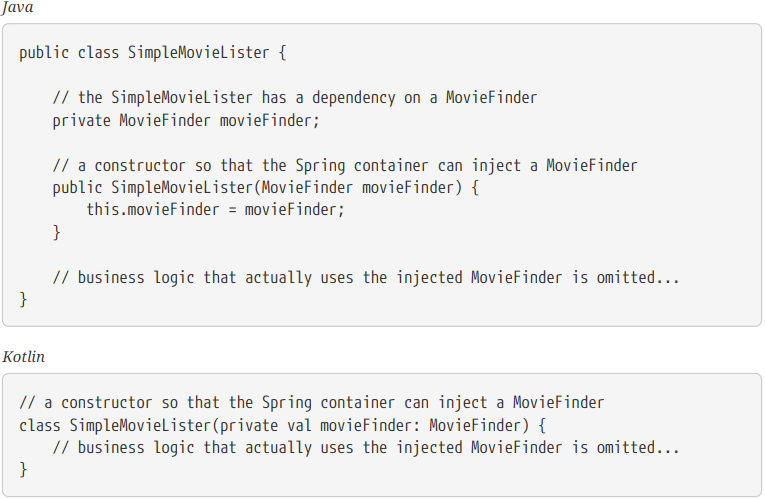 Java
public class SimpleMovieLister {
// the SimpleMovieLister has a dependency on a MovieFinder
private MovieFinder movieFinder;
// a constructor so that the Spring container can inject a MovieFinder
public SimpleMovieLister(MovieFinder movieFinder) {
this.movieFinder = movieFinder;
}
// business logic that actually uses the injected MovieFinder is omitted...
}
Kotlin
// a constructor so that the Spring container can inject a MovieFinder
class SimpleMovieLister(private val movieFinder: MovieFinder) {
// business logic that actually uses the injected MovieFinder is omitted...
}